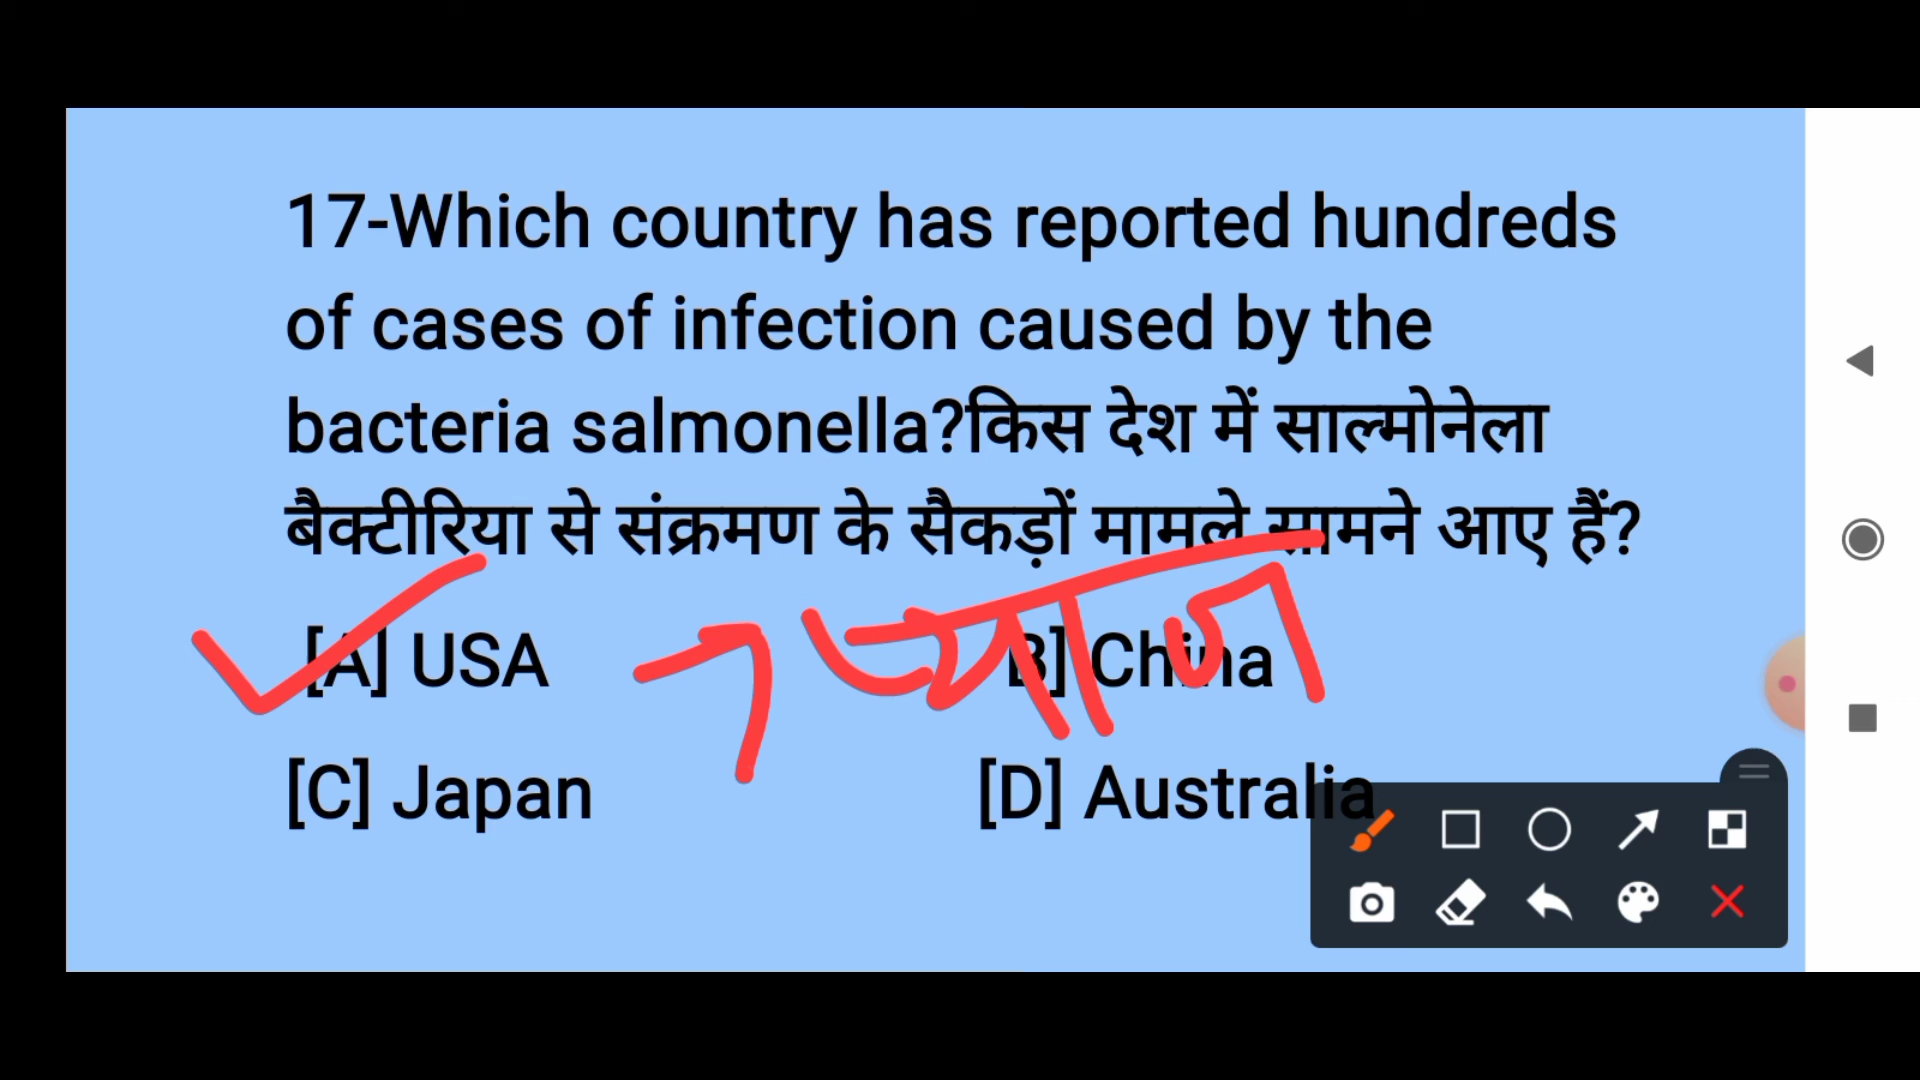 17-Which country has reported hundreds
of cases of infection caused by the
bacteria salmonella?किस देश में साल्मोनेला
बैक्टीरिया से संक्रमण के सैकड़ों मामले सामने आए हैं?
[A] USA प्याज B] China
[C] Japan [D] Australia